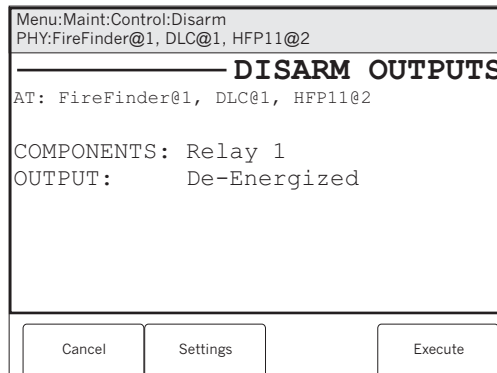 Menu:Maint:Control:Disarm
PHY:FireFinder@1, DLC@1, HFP11@2
DISARM OUTPUTS
AT: FireFinder@1, DLC@1, HFP11@2
COMPONENTS: Relay 1
OUTPUT: De-Energized
Cancel Settings Execute